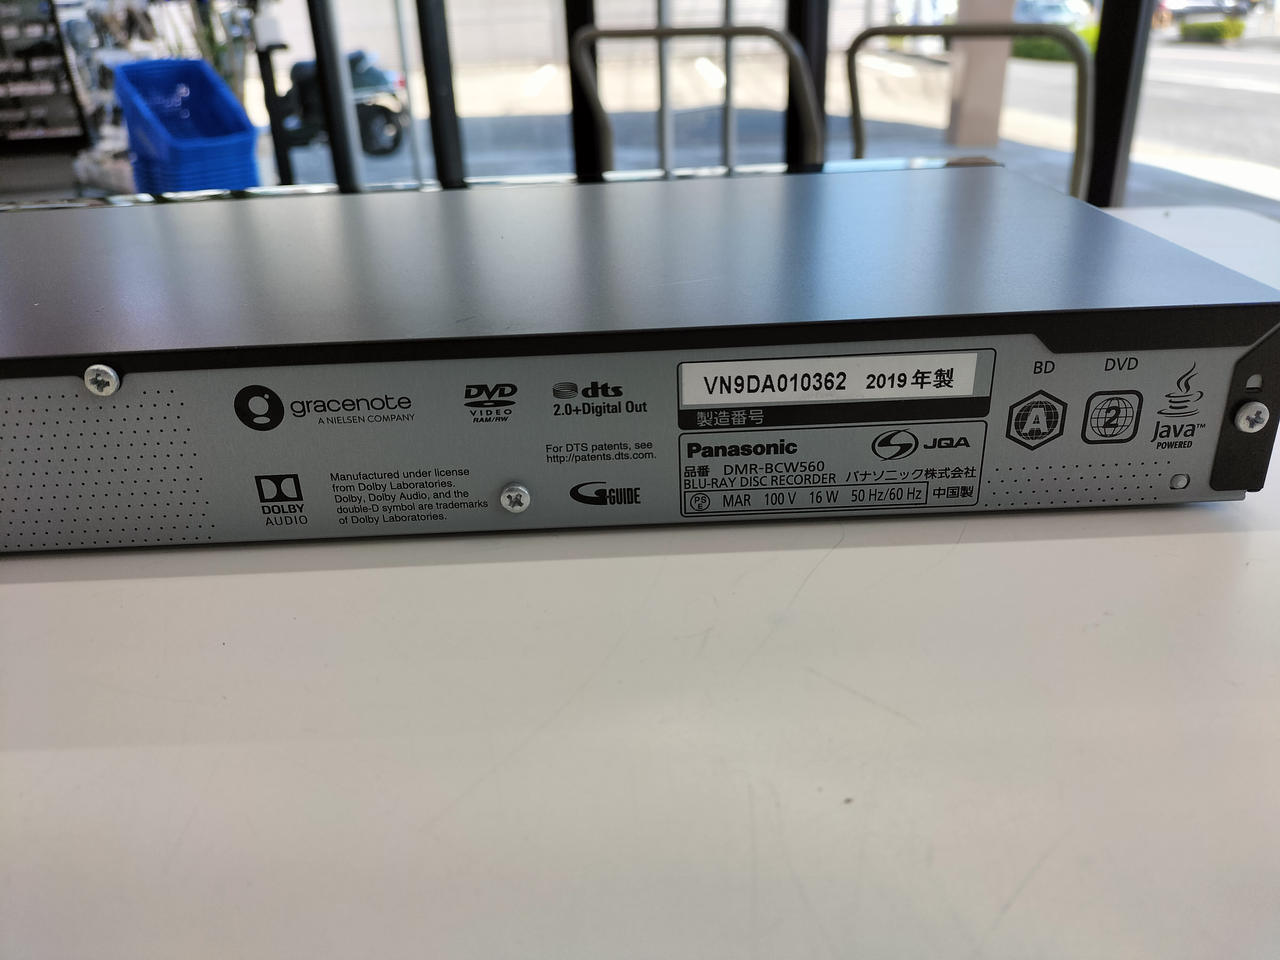 gracenote
A NIELSEN COMPANY
DVD
VIDEO
RAM/RW
dts
2.0+Digital Out
For DTS patents, see
http://patents.dts.com.
DOLBY
AUDIO
Manufactured under license
from Dolby Laboratories.
Dolby, Dolby Audio, and the
double-D symbol are trademarks
of Dolby Laboratories.
G-GUIDE
VN9DA010362 2019年製
製造番号
Panasonic
JQA
品番 DMR-BCW560
BLU-RAY DISC RECORDER パナソニック株式会社
PS E MAR 100 V 16 W 50 Hz/60 Hz 中国製
BD
A
DVD
2
Java™
POWERED